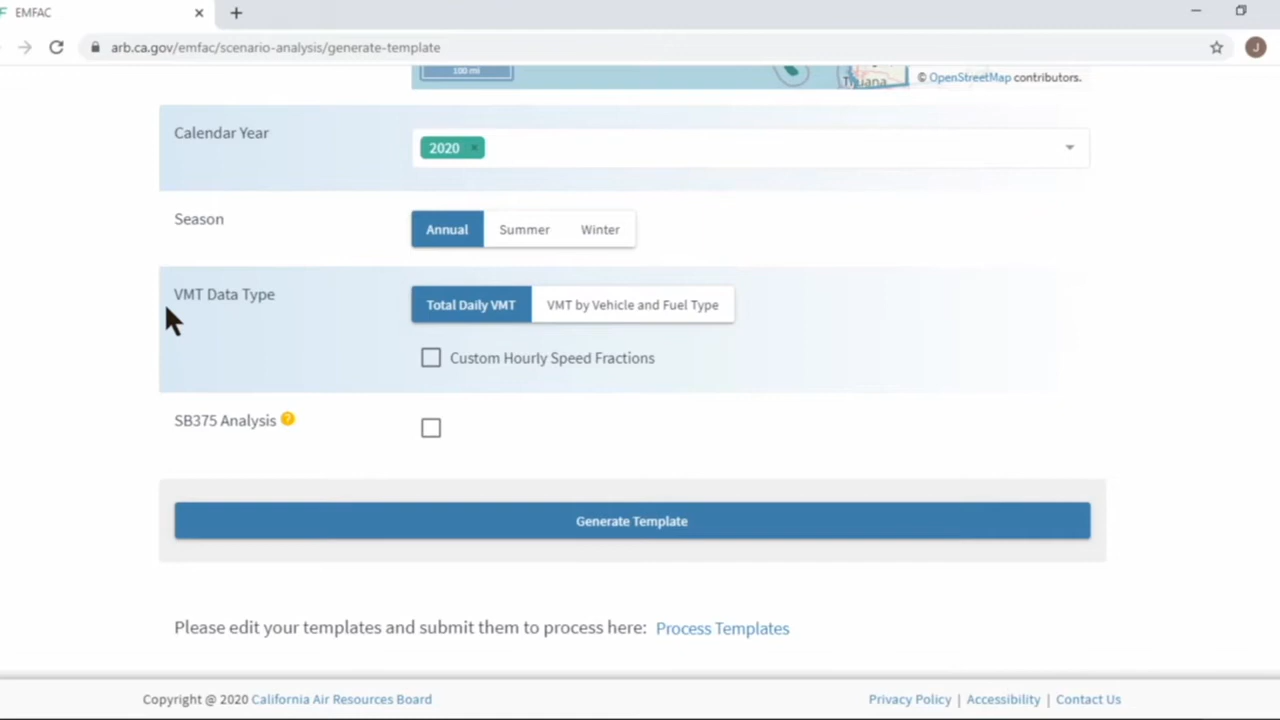 EMFAC
arb.ca.gov/emfac/scenario-analysis/generate-template
J
100 mi
Tijuana
© OpenStreetMap contributors.
Calendar Year
2020 ×
Season
Annual Summer Winter
VMT Data Type
Total Daily VMT VMT by Vehicle and Fuel Type
Custom Hourly Speed Fractions
SB375 Analysis ?
Generate Template
Please edit your templates and submit them to process here: Process Templates
Copyright @ 2020 California Air Resources Board
Privacy Policy | Accessibility | Contact Us